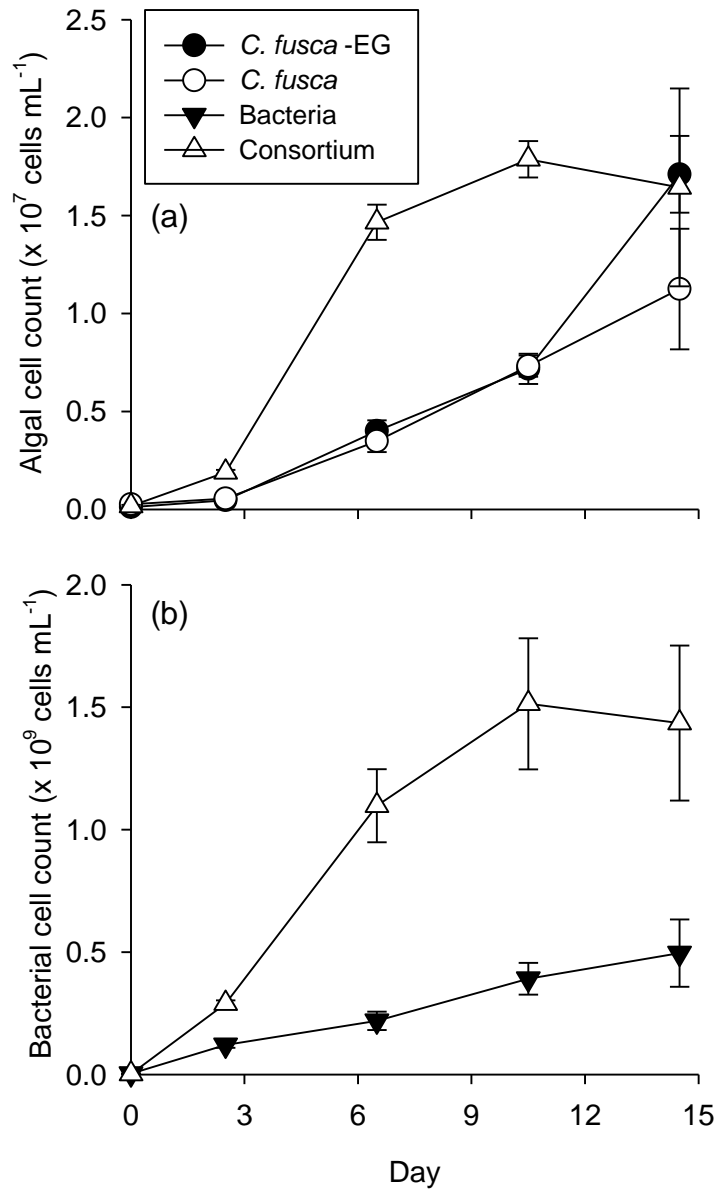 2.5
2.0
1.5
1.0
0.5
0.0
Algal cell count (x 10⁷ cells mL⁻¹)
C. fusca -EG
C. fusca
Bacteria
Consortium
(a)
2.0
1.5
1.0
0.5
0.0
Bacterial cell count (x 10⁹ cells mL⁻¹)
(b)
0 3 6 9 12 15
Day